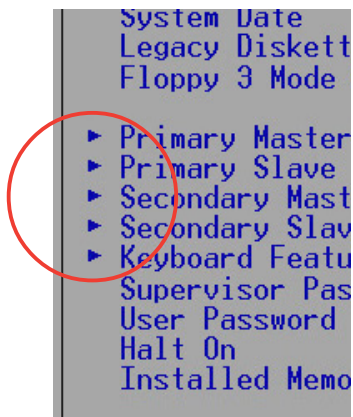 System Date
Legacy Diskett
Floppy 3 Mode
Primary Master
Primary Slave
Secondary Mast
Secondary Slav
Keyboard Featu
Supervisor Pas
User Password
Halt On
Installed Memo